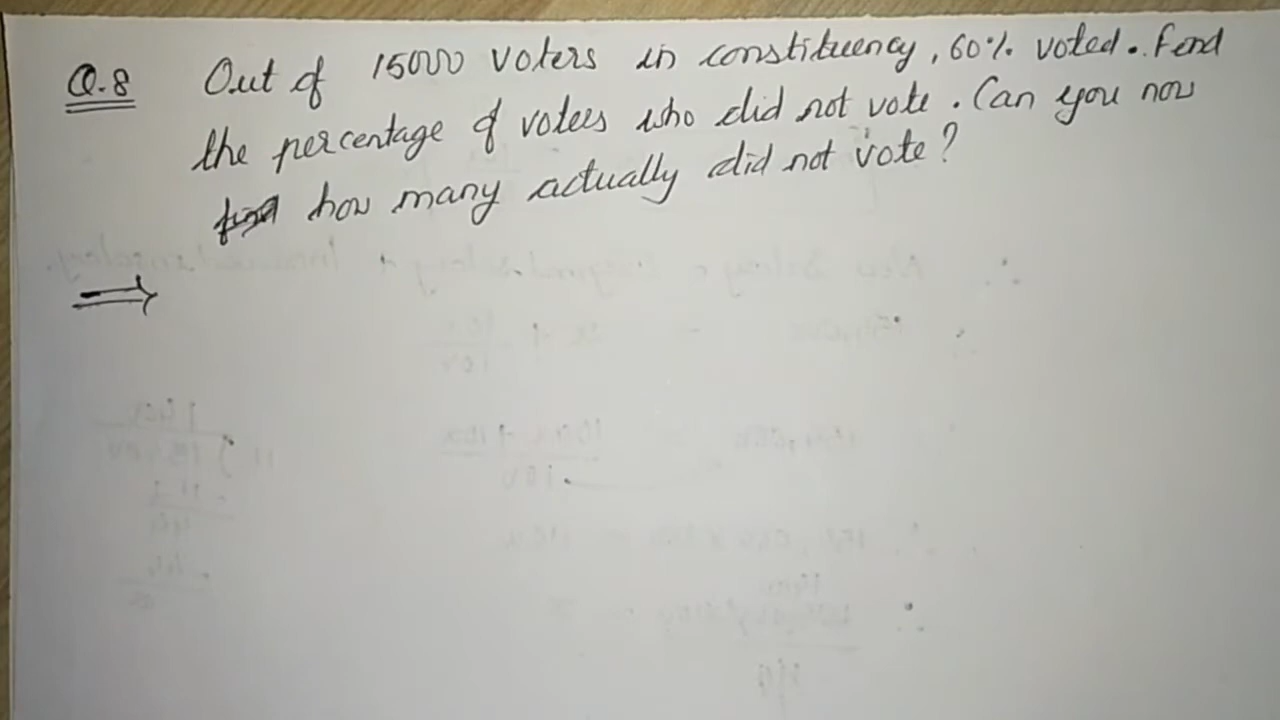 Q.8 Out of 15000 voters in constituency, 60% voted. Find
the percentage of voters who did not vote. Can you now
find how many actually did not vote?
⟹